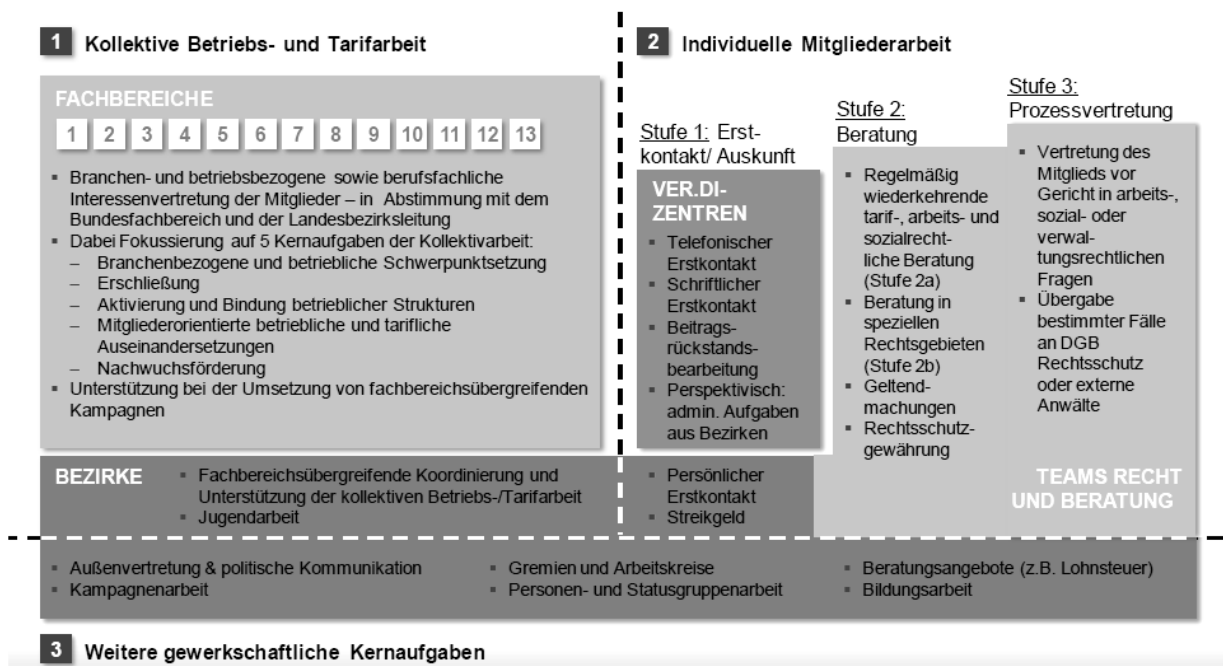 1 Kollektive Betriebs- und Tarifarbeit
FACHBEREICHE
1 2 3 4 5 6 7 8 9 10 11 12 13
▪ Branchen- und betriebsbezogene sowie berufsfachliche
Interessenvertretung der Mitglieder – in Abstimmung mit dem
Bundesfachbereich und der Landesbezirksleitung
▪ Dabei Fokussierung auf 5 Kernaufgaben der Kollektivarbeit:
– Branchenbezogene und betriebliche Schwerpunktsetzung
– Erschließung
– Aktivierung und Bindung betrieblicher Strukturen
– Mitgliederorientierte betriebliche und tarifliche
Auseinandersetzungen
– Nachwuchsförderung
▪ Unterstützung bei der Umsetzung von fachbereichsübergreifenden
Kampagnen
2 Individuelle Mitgliederarbeit
Stufe 1: Erst-
kontakt/ Auskunft
VER.DI-
ZENTREN
▪ Telefonischer
Erstkontakt
▪ Schriftlicher
Erstkontakt
▪ Beitrags-
rückstands-
bearbeitung
▪ Perspektivisch:
admin. Aufgaben
aus Bezirken
Stufe 2:
Beratung
▪ Regelmäßig
wiederkehrende
tarif-, arbeits- und
sozialrecht-
liche Beratung
(Stufe 2a)
▪ Beratung in
speziellen
Rechtsgebieten
(Stufe 2b)
▪ Geltend-
machungen
▪ Rechtsschutz-
gewährung
Stufe 3:
Prozessvertretung
▪ Vertretung des
Mitglieds vor
Gericht in arbeits-,
sozial- oder
verwal-
tungsrechtlichen
Fragen
▪ Übergabe
bestimmter Fälle
an DGB
Rechtsschutz
oder externe
Anwälte
TEAMS RECHT
UND BERATUNG
BEZIRKE
▪ Fachbereichsübergreifende Koordinierung und
Unterstützung der kollektiven Betriebs-/Tarifarbeit
▪ Jugendarbeit
▪ Persönlicher
Erstkontakt
▪ Streikgeld
▪ Außenvertretung & politische Kommunikation
▪ Kampagnenarbeit
▪ Gremien und Arbeitskreise
▪ Personen- und Statusgruppenarbeit
▪ Beratungsangebote (z.B. Lohnsteuer)
▪ Bildungsarbeit
3 Weitere gewerkschaftliche Kernaufgaben